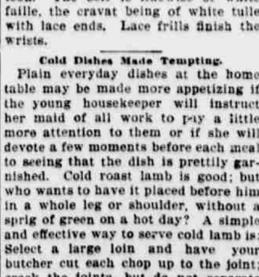 faille, the cravat being of white tulle
with lace ends. Lace frills finish the
wrists.
Cold Dishes Made Tempting.
Plain everyday dishes at the home
table may be made more appetizing if
the young housekeeper will instruct
her maid of all work to pay a little
more attention to them or if she will
devote a few moments before each meal
to seeing that the dish is prettily gar-
nished. Cold roast lamb is good; but
who wants to have it placed before him
in a whole leg or shoulder, without a
sprig of green on a hot day? A simple
and effective way to serve cold lamb is:
Select a large loin and have your
butcher cut each chop up to the joint;